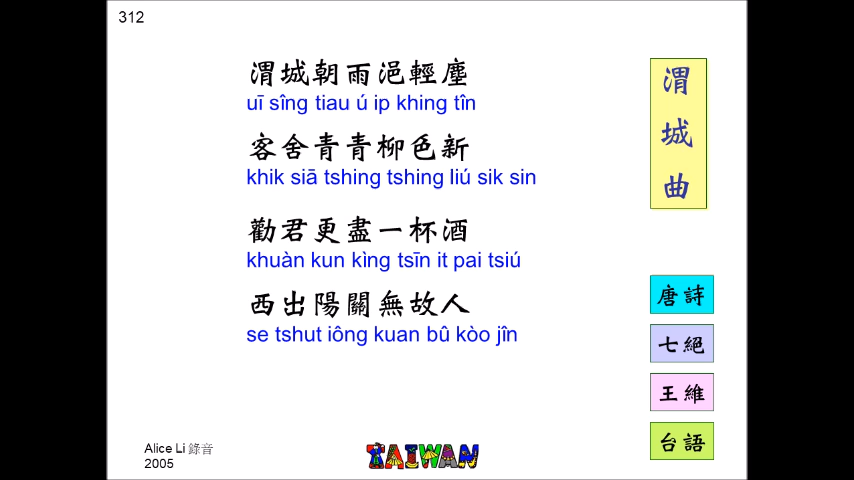 312
渭城朝雨浥輕塵
uī sîng tiau ú ip khing tîn
客舍青青柳色新
khik siā tshing tshing liú sik sin
勸君更盡一杯酒
khuàn kun kìng tsīn it pai tsiú
西出陽關無故人
se tshut iông kuan bû kòo jîn
渭城曲
唐詩
七絕
王維
台語
Alice Li 錄音
2005
TAIWAN